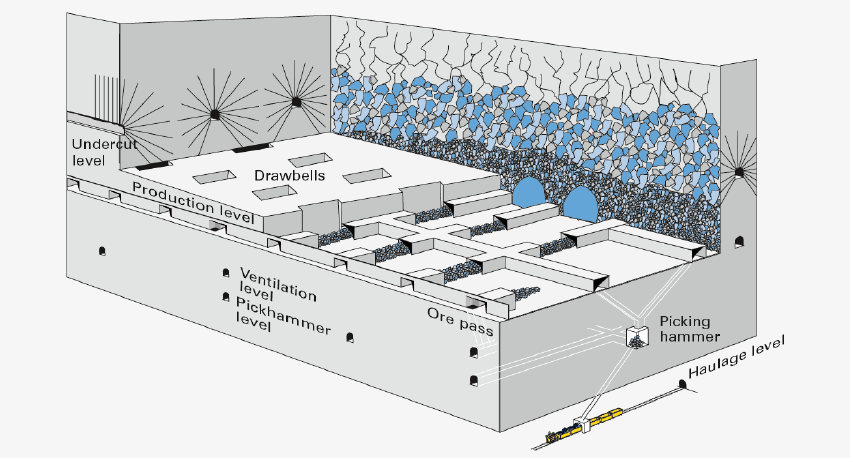 Undercut
level
Drawbells
Production level
Ventilation
level
Pickhammer
level
Ore pass
Picking
hammer
Haulage level